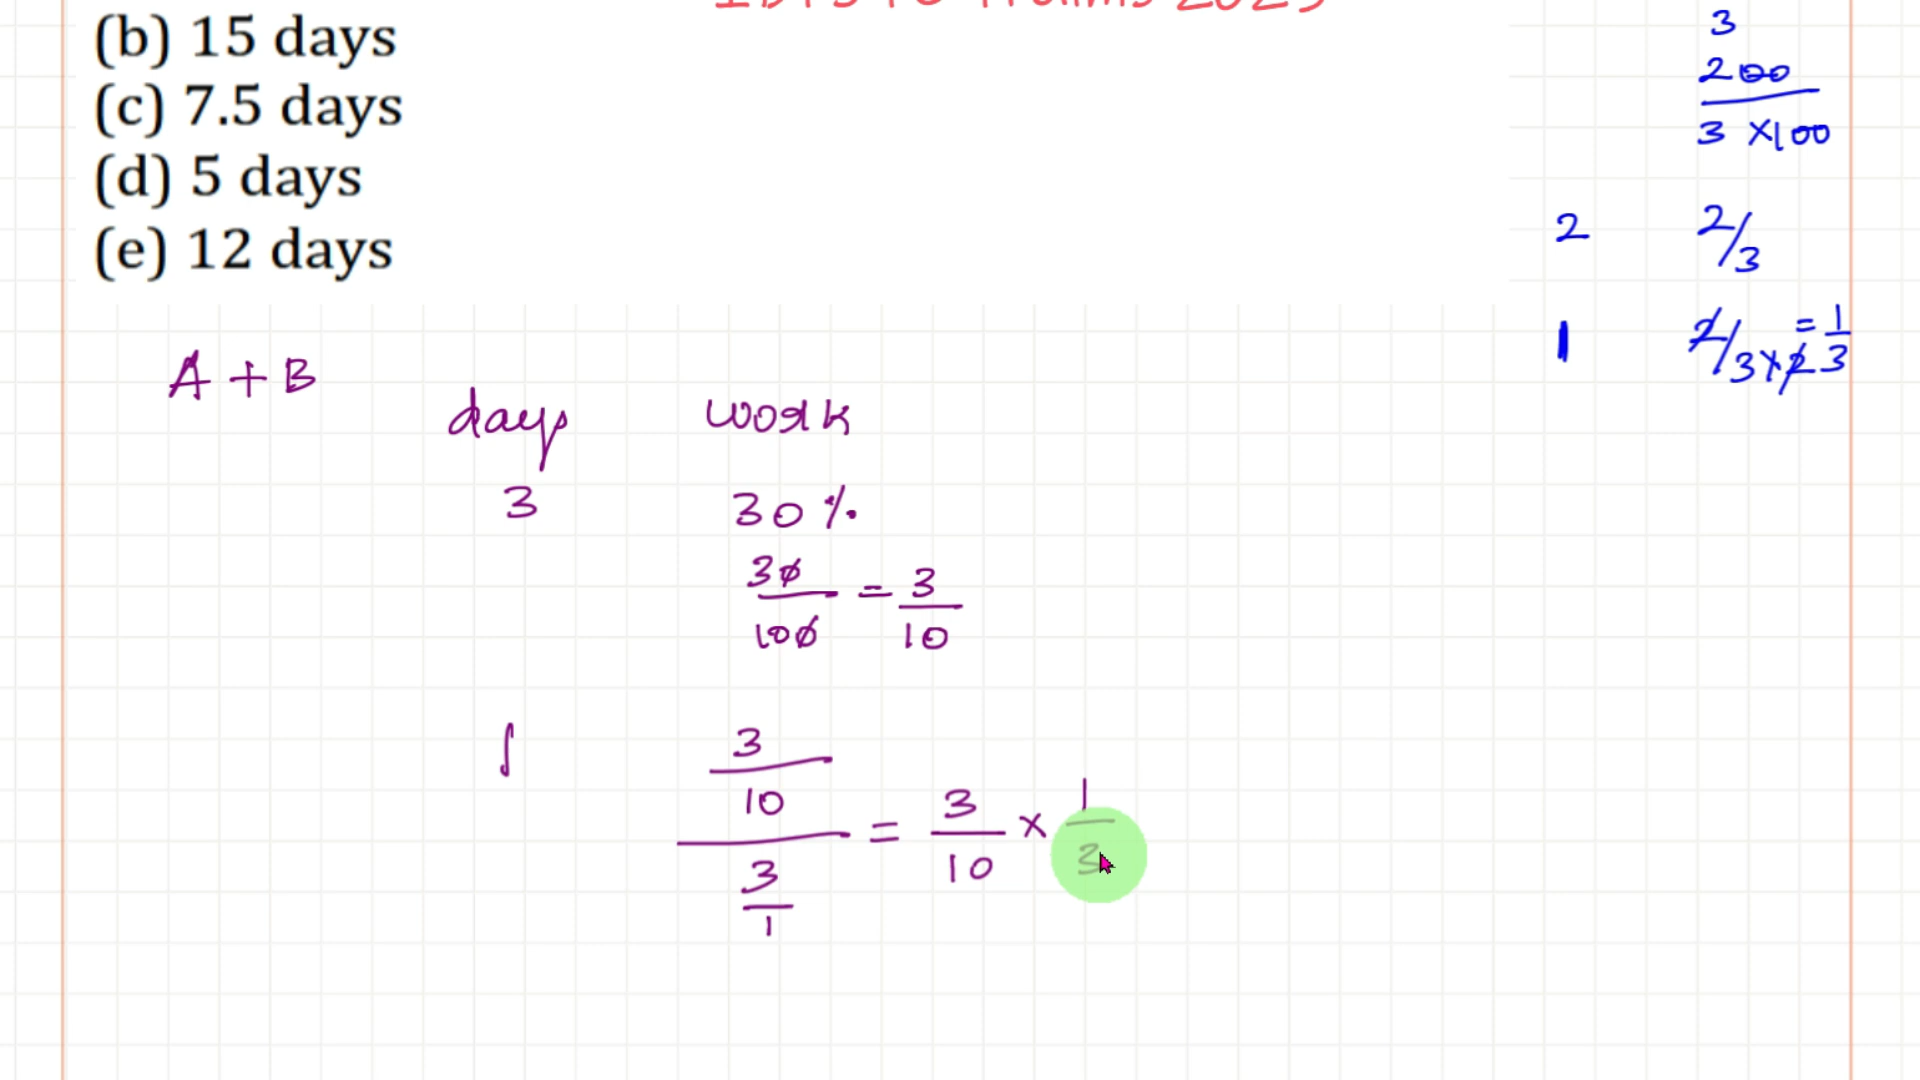 (b) 15 days
(c) 7.5 days
(d) 5 days
(e) 12 days
3
200
3 ×100
2 2/3
1 2/3×2 = 1/3
A + B
days work
3 30 %
30/100 = 3/10
1 3/10 / 3/1 = 3/10 × 1/3